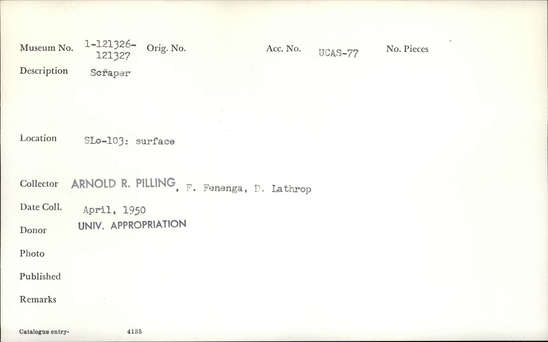 Museum No. 1-121326- Orig. No. Acc. No. UCAS-77 No. Pieces
121327
Description Scraper
Location SLo-103: surface
Collector ARNOLD R. PILLING, F. Fenenga, D. Lathrop
Date Coll. April, 1950
Donor UNIV. APPROPRIATION
Photo
Published
Remarks
Catalogue entry- 4135